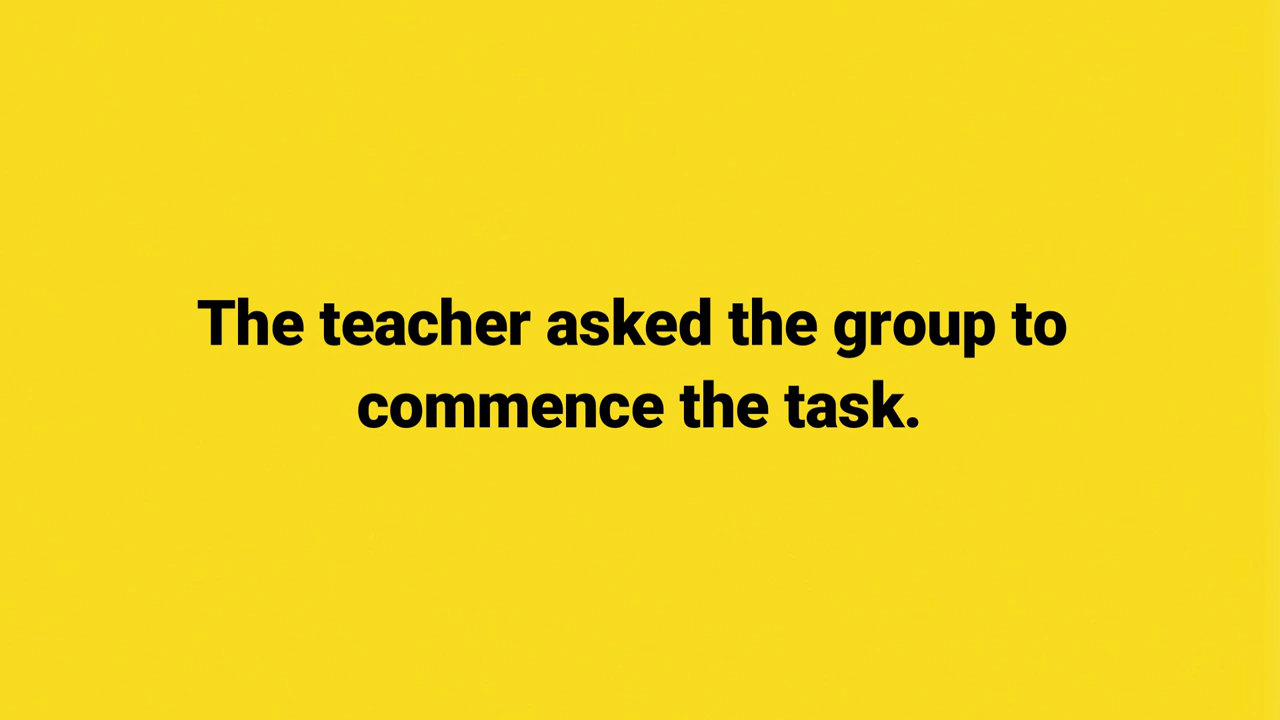 The teacher asked the group to
commence the task.